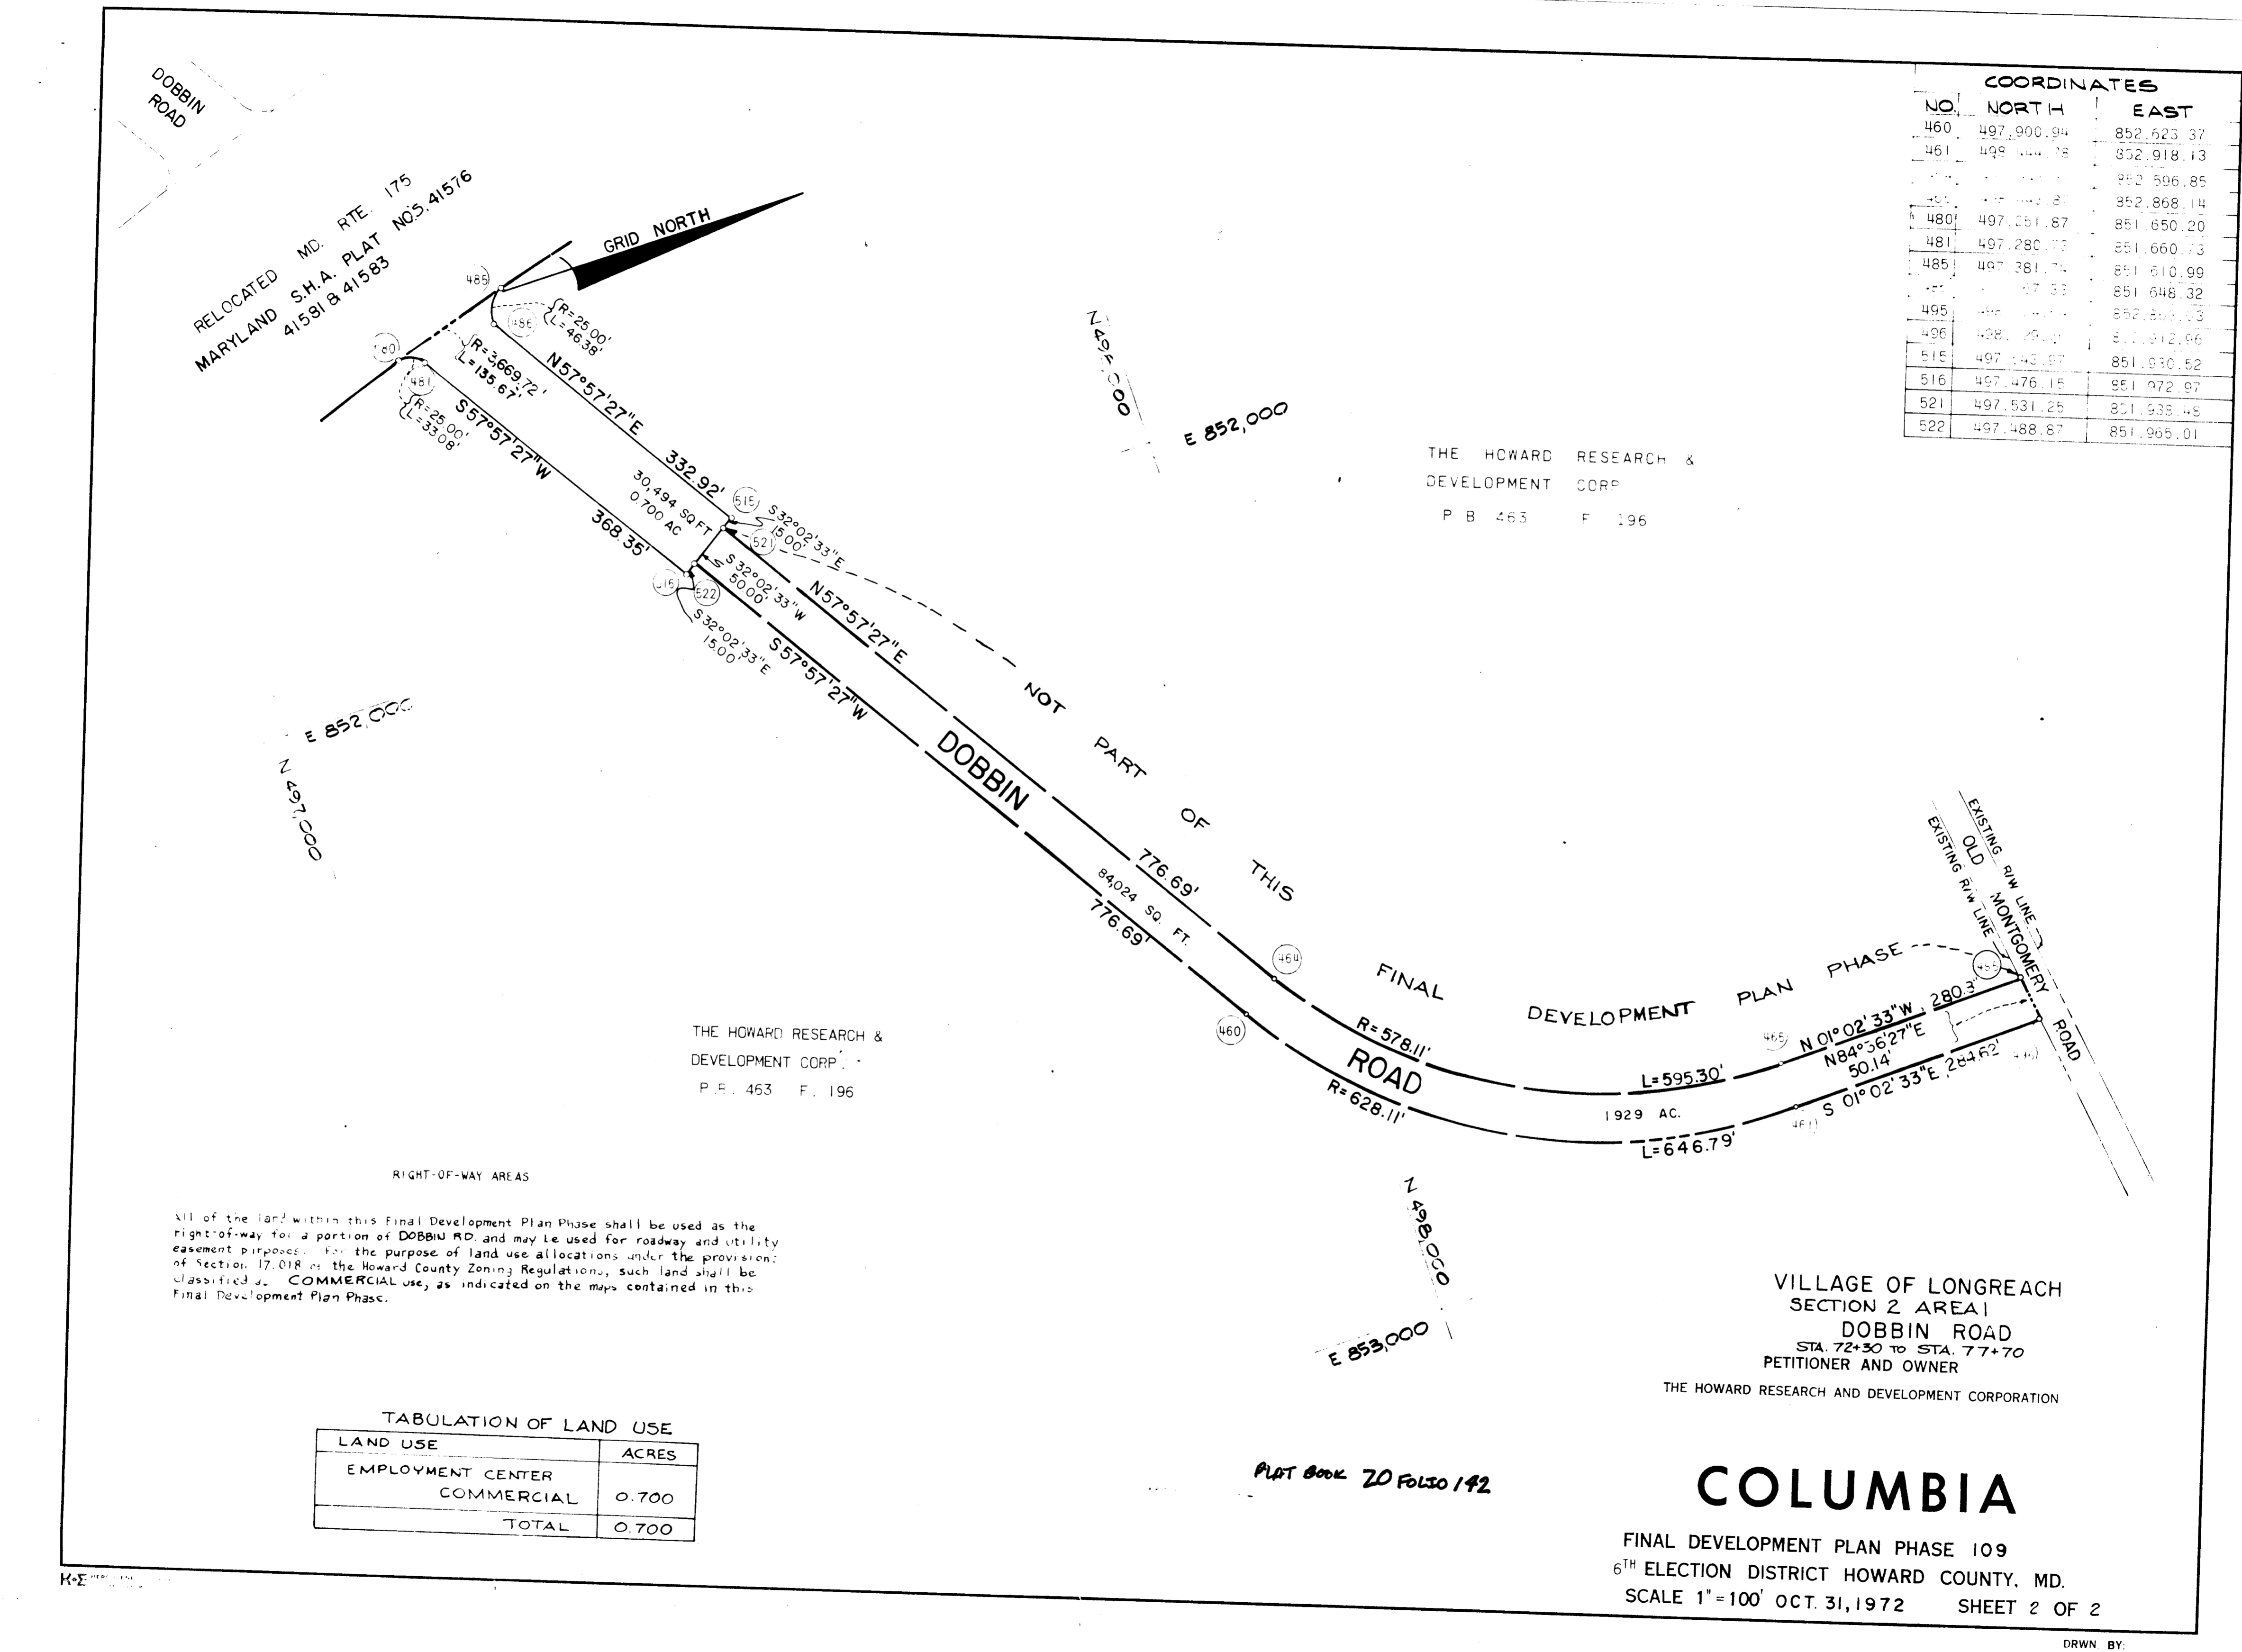 DOBBIN
ROAD
RELOCATED MD. RTE. 175
MARYLAND S.H.A. PLAT NO'S. 41576
41581 & 41583
GRID NORTH
485
486
R=25.00'
L=46.38'
R=3,669.72'
L=135.67'
481
R=25.00'
L=33.08'
N57°57'27"E
332.92'
S57°57'27"W
368.35'
30,494 SQ FT
0.700 AC
515
S32°02'33"E
15.00'
521
S32°02'33"W
50.00'
522
S32°02'33"E
15.00'
N57°57'27"E
S57°57'27"W
776.69'
84,024 SQ. FT.
776.69'
DOBBIN
ROAD
NOT PART OF THIS FINAL DEVELOPMENT PLAN PHASE
464
460
R=578.11'
R=628.11'
L=595.30'
1929 AC.
L=646.79'
465
461
N 01°02'33"W 280.3'
N84°36'27"E
50.14'
S 01°02'33"E 284.62'
EXISTING R/W LINE
OLD MONTGOMERY ROAD
EXISTING R/W LINE
E 852,000
THE HOWARD RESEARCH &
DEVELOPMENT CORP
P B 463 F 196
E 852,000
N 497,000
THE HOWARD RESEARCH &
DEVELOPMENT CORP.
P.B. 463 F. 196
N 498,000
E 853,000
COORDINATES
NO. NORTH EAST
460 497,900.94 852,623.37
461 852,918.13
852,596.85
852,868.14
480 497,251.87 851,650.20
481 497,280 851,660.73
485 497,381 851,610.99
851,648.32
495
496
515 851,930.52
516 497,476.15 851,972.97
521 497,531.25 851,938.48
522 497,488.87 851,965.01
RIGHT-OF-WAY AREAS
All of the land within this Final Development Plan Phase shall be used as the
right-of-way for a portion of DOBBIN RD. and may be used for roadway and utility
easement purposes. For the purpose of land use allocations under the provisions
of Section 17.018 of the Howard County Zoning Regulations, such land shall be
classified as COMMERCIAL use, as indicated on the maps contained in this
Final Development Plan Phase.
TABULATION OF LAND USE
LAND USE ACRES
EMPLOYMENT CENTER
COMMERCIAL 0.700
TOTAL 0.700
PLAT BOOK 20 FOLIO 142
VILLAGE OF LONGREACH
SECTION 2 AREA 1
DOBBIN ROAD
STA. 72+30 TO STA. 77+70
PETITIONER AND OWNER
THE HOWARD RESEARCH AND DEVELOPMENT CORPORATION
COLUMBIA
FINAL DEVELOPMENT PLAN PHASE 109
6TH ELECTION DISTRICT HOWARD COUNTY, MD.
SCALE 1"=100' OCT. 31, 1972 SHEET 2 OF 2
DRWN. BY: